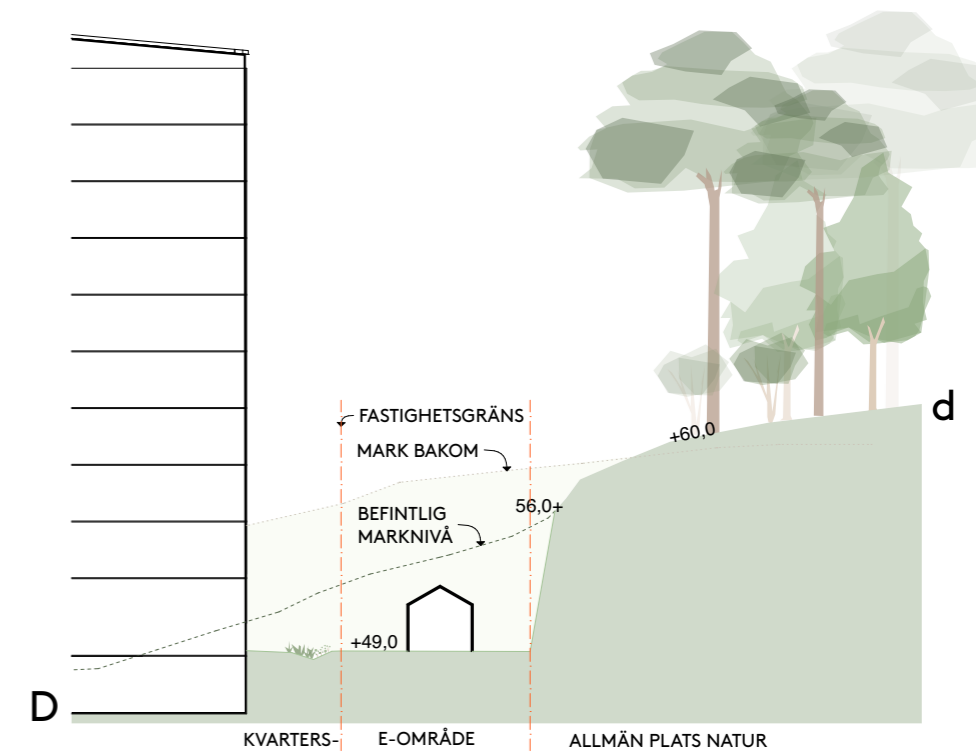 FASTIGHETSGRÄNS
MARK BAKOM
d
+60,0
56,0+
BEFINTLIG
MARKNIVÅ
+49,0
D
KVARTERS-
E-OMRÅDE
ALLMÄN PLATS NATUR